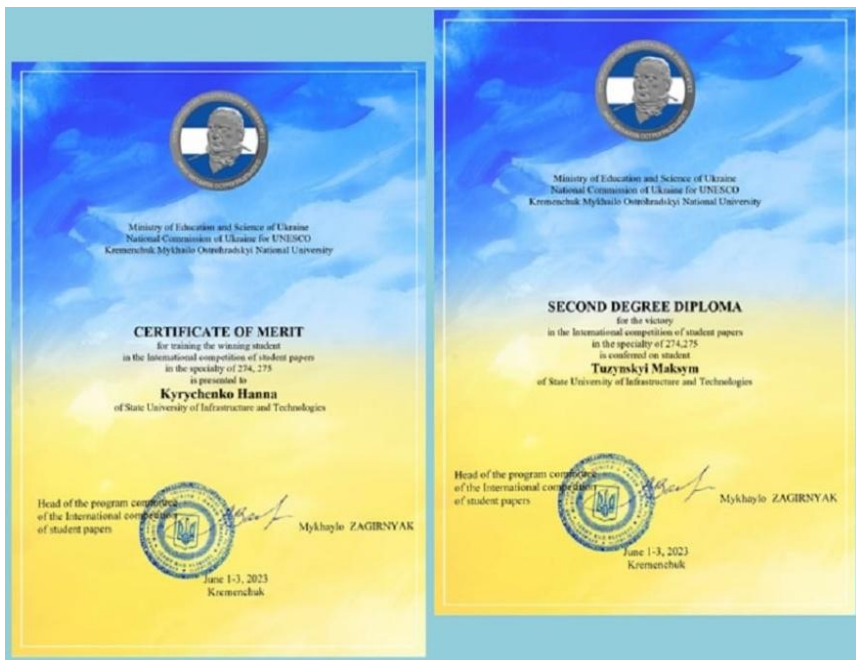 Ministry of Education and Science of Ukraine
National Commission of Ukraine for UNESCO
Kremenchuk Mykhailo Ostrohradskyi National University
CERTIFICATE OF MERIT
for training the winning student
in the International competition of student papers
in the specialty of 274, 275
is presented to
Kyrychenko Hanna
of State University of Infrastructure and Technologies
Head of the program committee
of the International competition
of student papers
Mykhaylo ZAGIRNYAK
June 1-3, 2023
Kremenchuk
Ministry of Education and Science of Ukraine
National Commission of Ukraine for UNESCO
Kremenchuk Mykhailo Ostrohradskyi National University
SECOND DEGREE DIPLOMA
for the victory
in the International competition of student papers
in the specialty of 274,275
is conferred on student
Tuzynskyi Maksym
of State University of Infrastructure and Technologies
Head of the program committee
of the International competition
of student papers
Mykhaylo ZAGIRNYAK
June 1-3, 2023
Kremenchuk